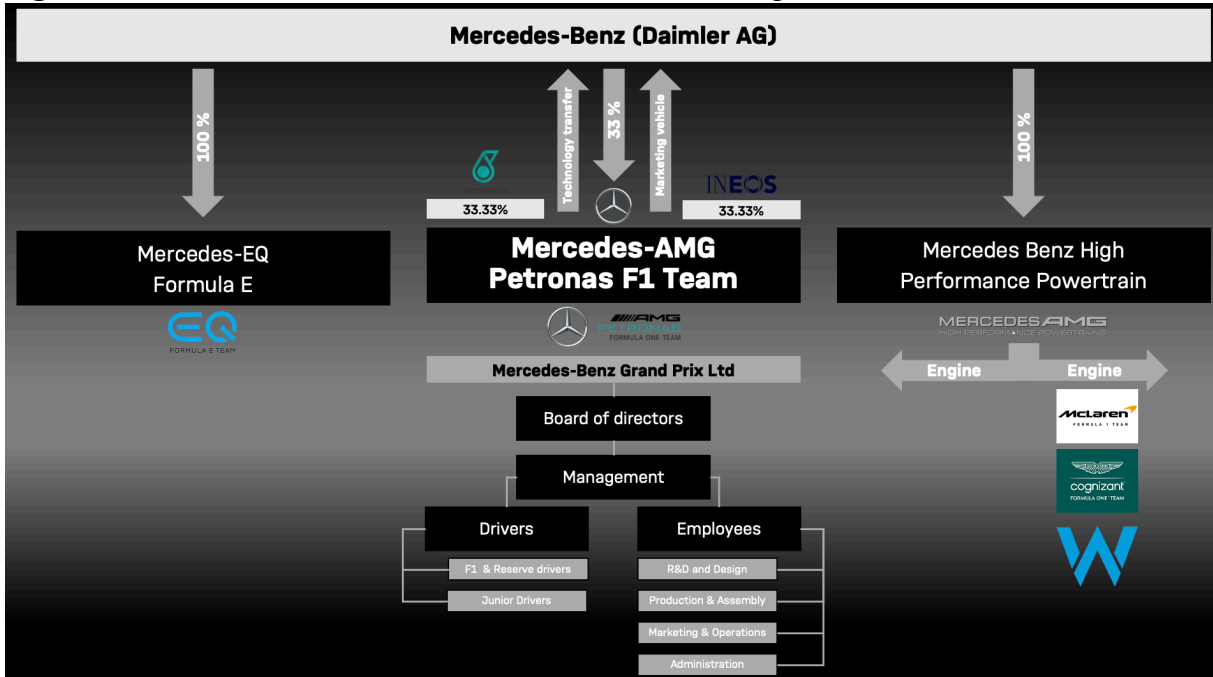 Mercedes-Benz (Daimler AG)
100 %
Technology transfer
33 %
Marketing vehicle
100 %
PETRONAS
INEOS
33.33%
33.33%
Mercedes-EQ
Formula E
Mercedes-AMG
Petronas F1 Team
Mercedes Benz High
Performance Powertrain
EQ
FORMULA E TEAM
AMG
PETRONAS
FORMULA ONE TEAM
MERCEDES AMG
HIGH PERFORMANCE POWERTRAINS
Mercedes-Benz Grand Prix Ltd
Engine
Engine
Board of directors
McLaren
FORMULA 1 TEAM
Management
cognizant
FORMULA ONE TEAM
Drivers
Employees
F1 & Reserve drivers
R&D and Design
Junior Drivers
Production & Assembly
Marketing & Operations
Administration